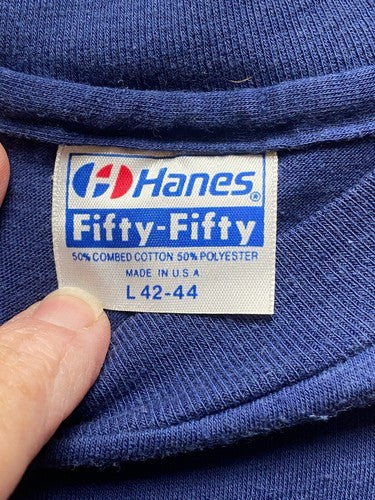 Hanes®
Fifty-Fifty
50% COMBED COTTON 50% POLYESTER
MADE IN U.S.A
L 42-44